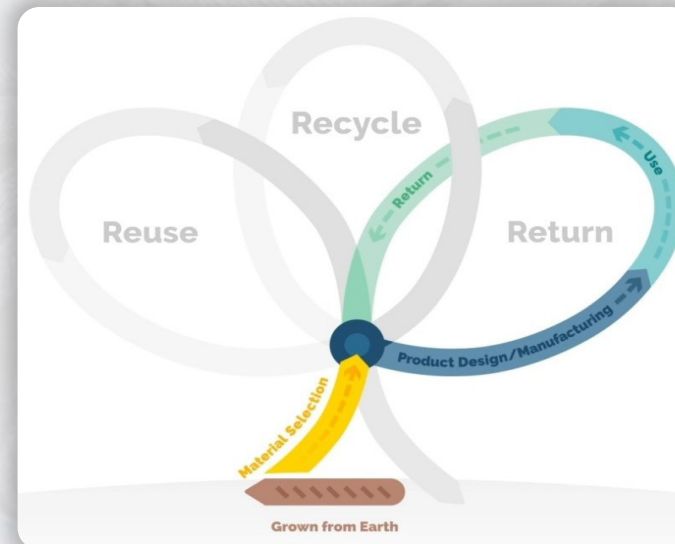 Recycle
Reuse
Return
Return
Use
Product Design/Manufacturing
Material Selection
Grown from Earth